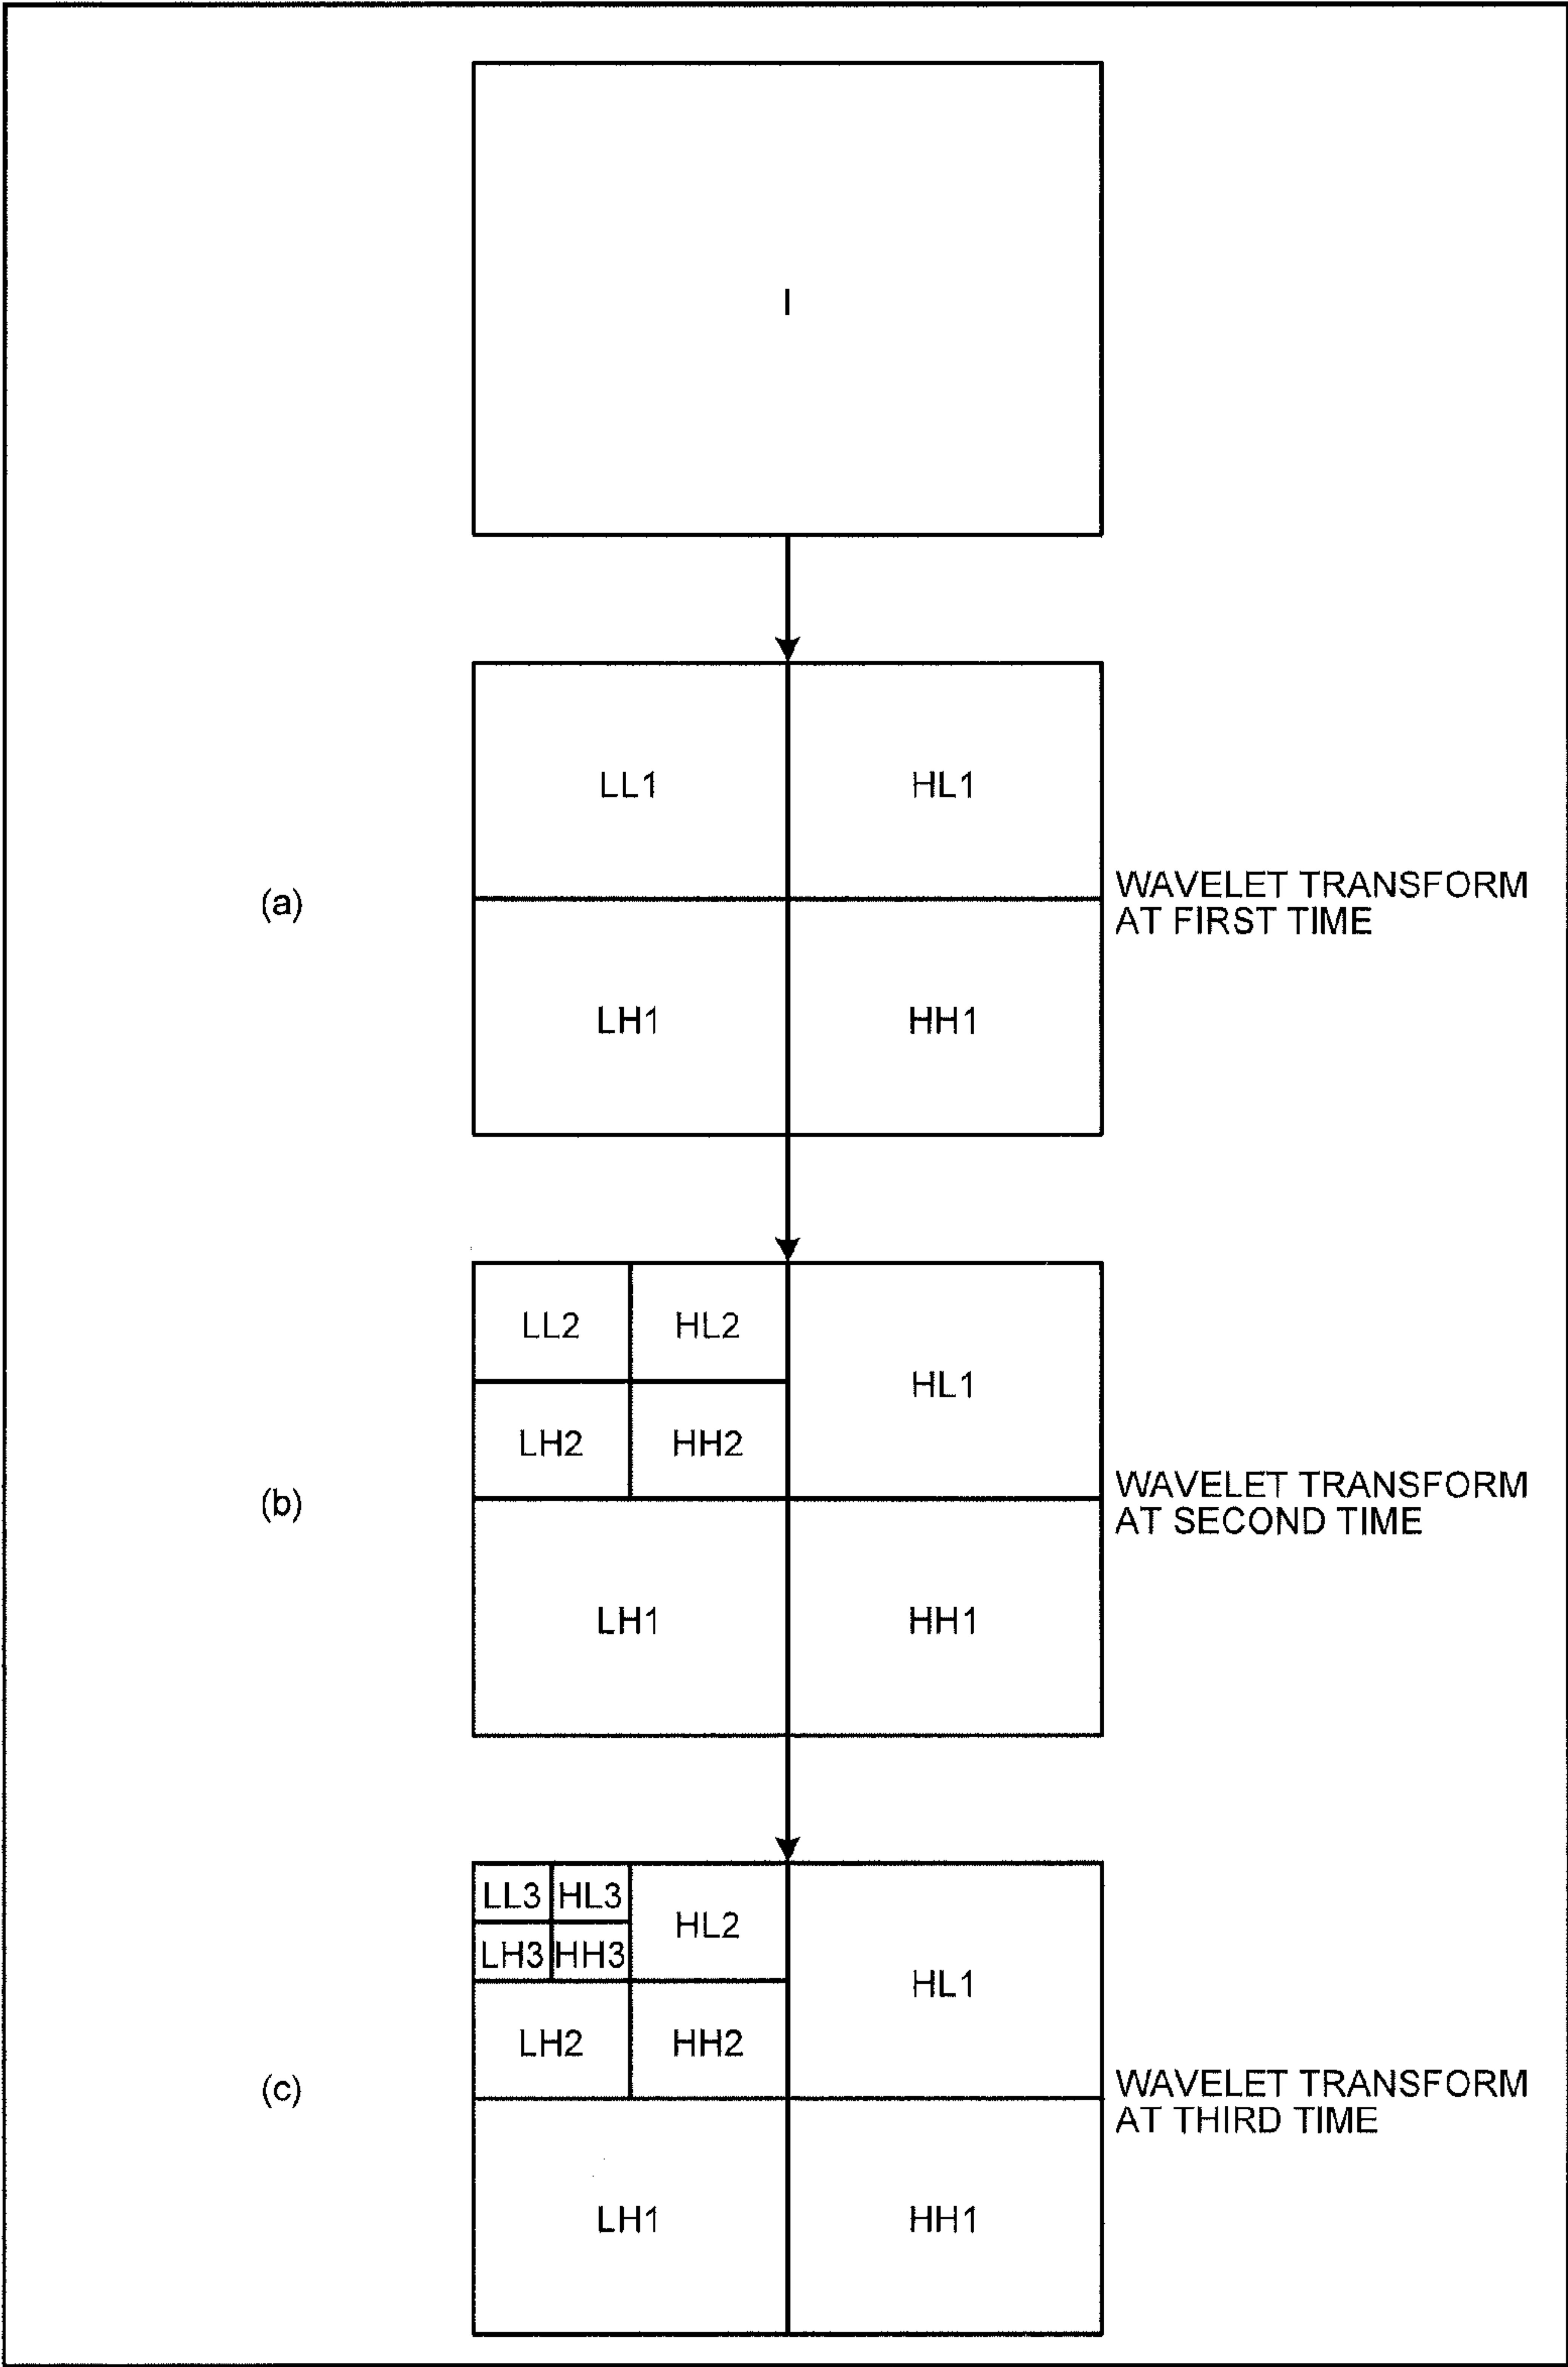 I
LL1 HL1
(a)
WAVELET TRANSFORM
AT FIRST TIME
LH1 HH1
LL2 HL2
HL1
LH2 HH2
(b)
WAVELET TRANSFORM
AT SECOND TIME
LH1 HH1
LL3 HL3
HL2
LH3 HH3
HL1
LH2 HH2
(c)
WAVELET TRANSFORM
AT THIRD TIME
LH1 HH1